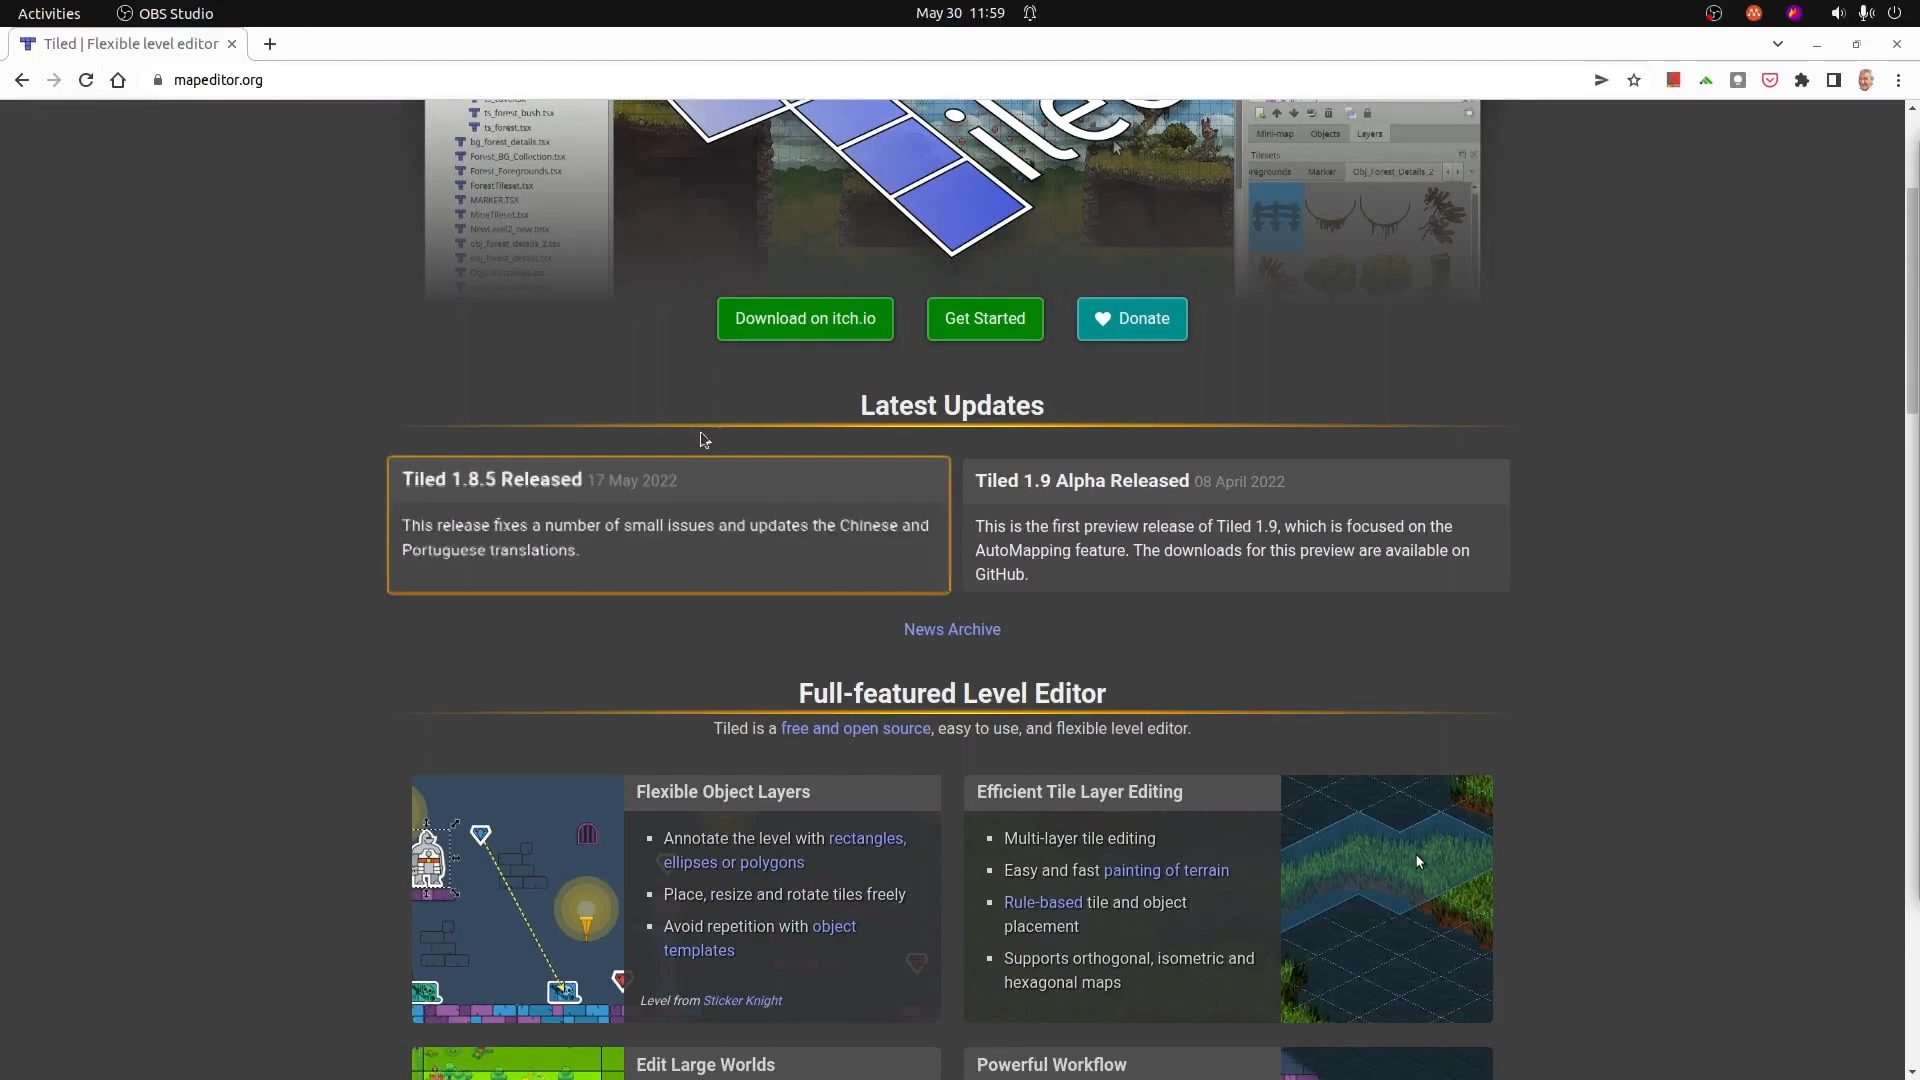 Activities
OBS Studio
May 30 11:59
Tiled | Flexible level editor
mapeditor.org
ts_forest_bush.tsx
ts_forest.tsx
bg_forest_details.tsx
Forest_BG_Collection.tsx
Forest_Foregrounds.tsx
ForestTileset.tsx
MARKER.TSX
MineTileset.tsx
NewLevel2_new.tmx
obj_forest_details_2.tsx
obj_forest_details.tsx
Mini-map
Objects
Layers
Tilesets
regrounds
Marker
Obj_Forest_Details_2
Download on itch.io
Get Started
Donate
Latest Updates
Tiled 1.8.5 Released 17 May 2022
This release fixes a number of small issues and updates the Chinese and
Portuguese translations.
Tiled 1.9 Alpha Released 08 April 2022
This is the first preview release of Tiled 1.9, which is focused on the
AutoMapping feature. The downloads for this preview are available on
GitHub.
News Archive
Full-featured Level Editor
Tiled is a free and open source, easy to use, and flexible level editor.
Flexible Object Layers
Annotate the level with rectangles,
ellipses or polygons
Place, resize and rotate tiles freely
Avoid repetition with object
templates
Level from Sticker Knight
Efficient Tile Layer Editing
Multi-layer tile editing
Easy and fast painting of terrain
Rule-based tile and object
placement
Supports orthogonal, isometric and
hexagonal maps
Edit Large Worlds
Powerful Workflow